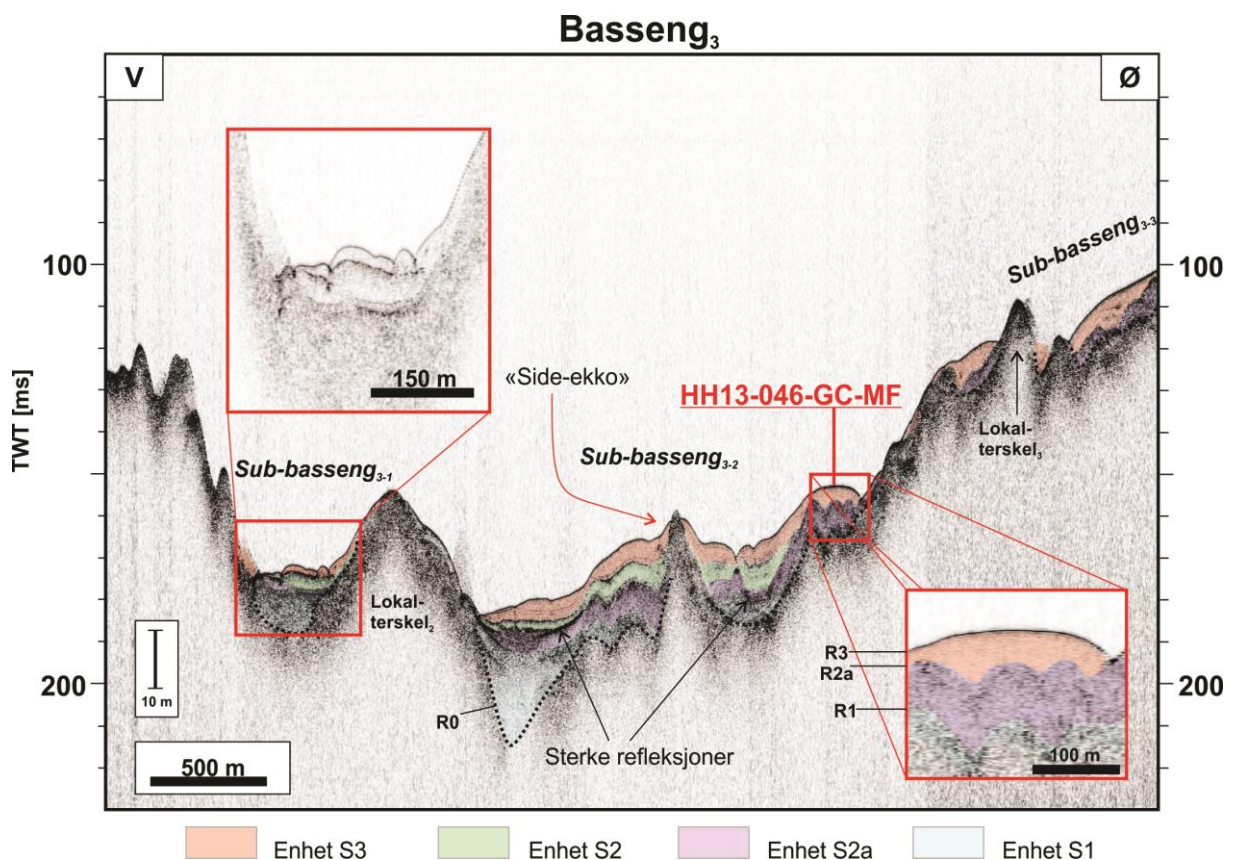 Basseng₃
V
Ø
100
100
Sub-basseng₃₋₃
150 m
«Side-ekko»
HH13-046-GC-MF
TWT [ms]
Lokal-
terskel₃
Sub-basseng₃₋₁
Sub-basseng₃₋₂
Lokal-
terskel₂
10 m
R3
R2a
R1
200
200
R0
Sterke refleksjoner
100 m
500 m
Enhet S3
Enhet S2
Enhet S2a
Enhet S1